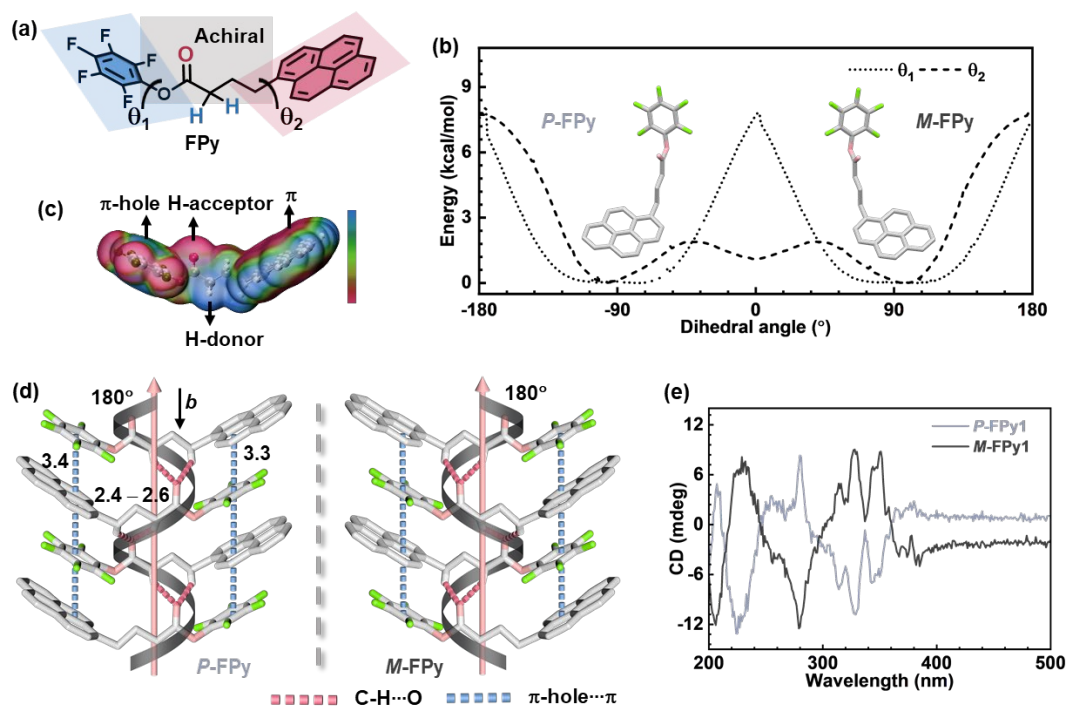 (a)
Achiral
F
F
F
F
F
O
O
H
H
θ1
θ2
FPy
(b)
θ1
θ2
P-FPy
M-FPy
Energy (kcal/mol)
9
6
3
0
-180
-90
0
90
180
Dihedral angle (°)
(c)
π-hole
H-acceptor
π
H-donor
(d)
180°
b
3.4
3.3
2.4 – 2.6
P-FPy
180°
M-FPy
C-H···O
π-hole···π
(e)
P-FPy1
M-FPy1
CD (mdeg)
12
6
0
-6
-12
200
300
400
500
Wavelength (nm)